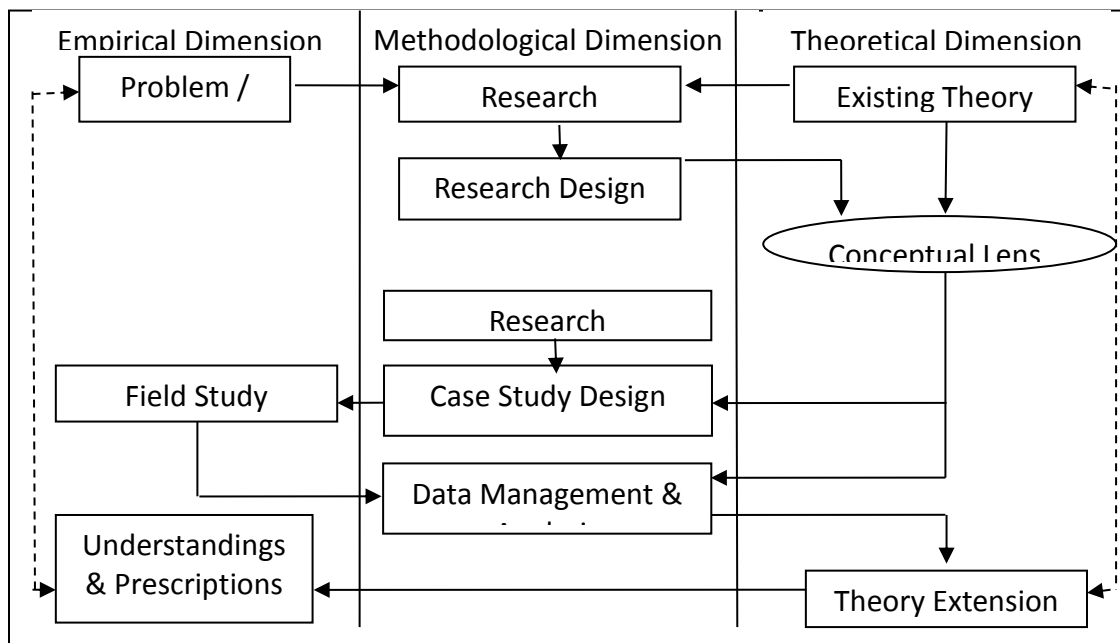 Empirical Dimension
Methodological Dimension
Theoretical Dimension
Problem /
Research
Existing Theory
Research Design
Conceptual Lens
Research
Field Study
Case Study Design
Data Management &
Understandings
& Prescriptions
Theory Extension